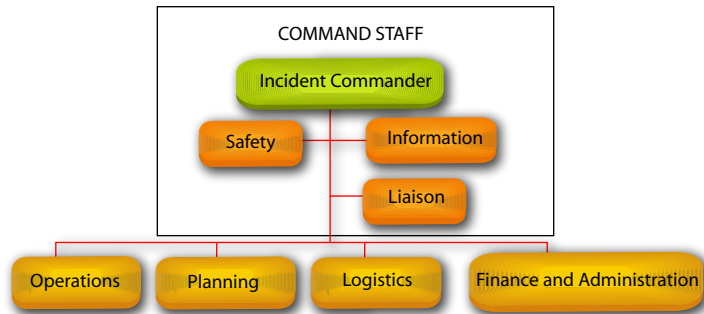 COMMAND STAFF
Incident Commander
Safety
Information
Liaison
Operations
Planning
Logistics
Finance and Administration